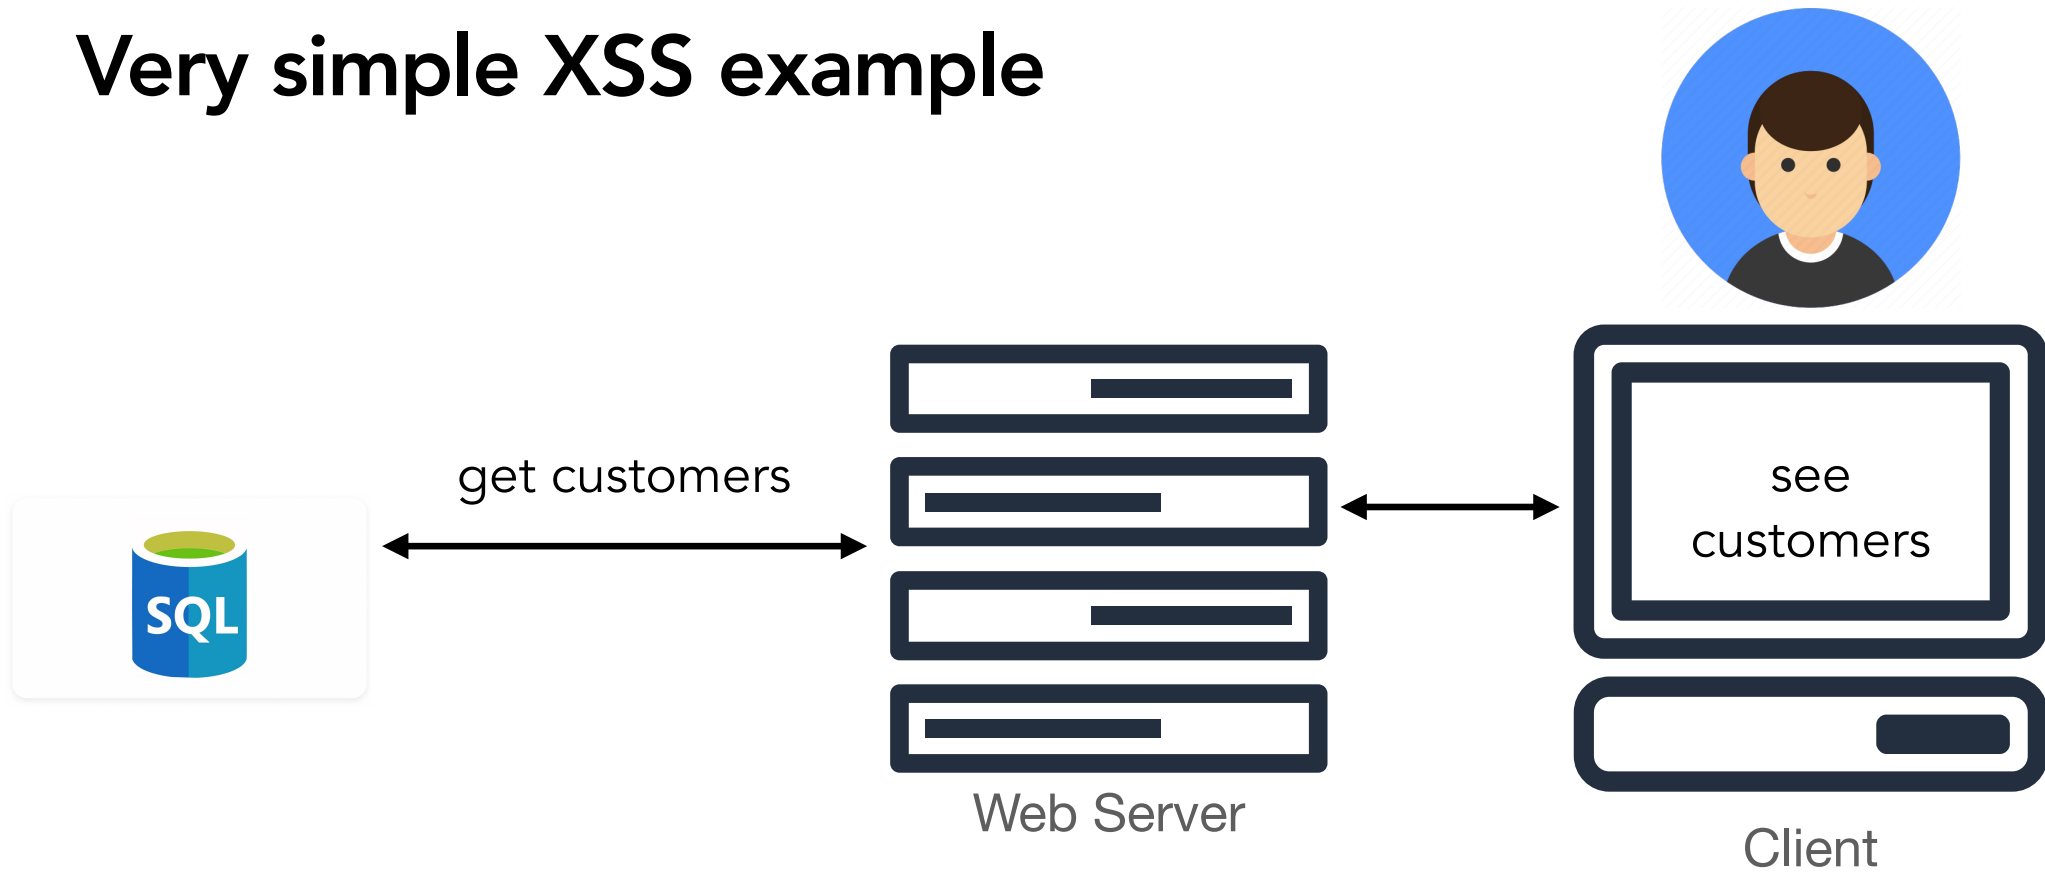 Very simple XSS example
get customers
see
customers
SQL
Web Server
Client